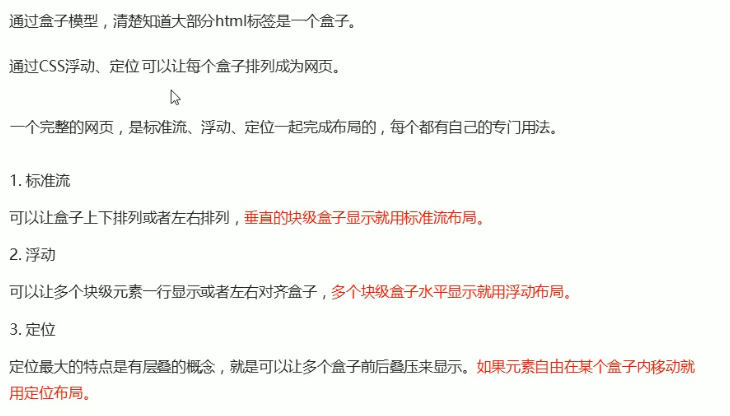 通过盒子模型，清楚知道大部分html标签是一个盒子。
通过CSS浮动、定位 可以让每个盒子排列成为网页。
一个完整的网页，是标准流、浮动、定位一起完成布局的，每个都有自己的专门用法。
1. 标准流
可以让盒子上下排列或者左右排列，垂直的块级盒子显示就用标准流布局。
2. 浮动
可以让多个块级元素一行显示或者左右对齐盒子，多个块级盒子水平显示就用浮动布局。
3. 定位
定位最大的特点是有层叠的概念，就是可以让多个盒子前后叠压来显示。如果元素自由在某个盒子内移动就
用定位布局。